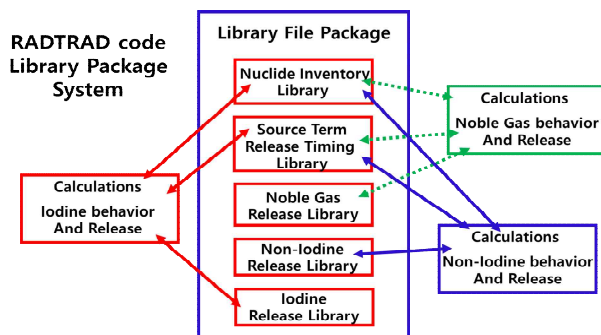 RADTRAD code
Library Package
System
Library File Package
Nuclide Inventory
Library
Source Term
Release Timing
Library
Noble Gas
Release Library
Non-Iodine
Release Library
Iodine
Release Library
Calculations
Iodine behavior
And Release
Calculations
Noble Gas behavior
And Release
Calculations
Non-Iodine behavior
And Release